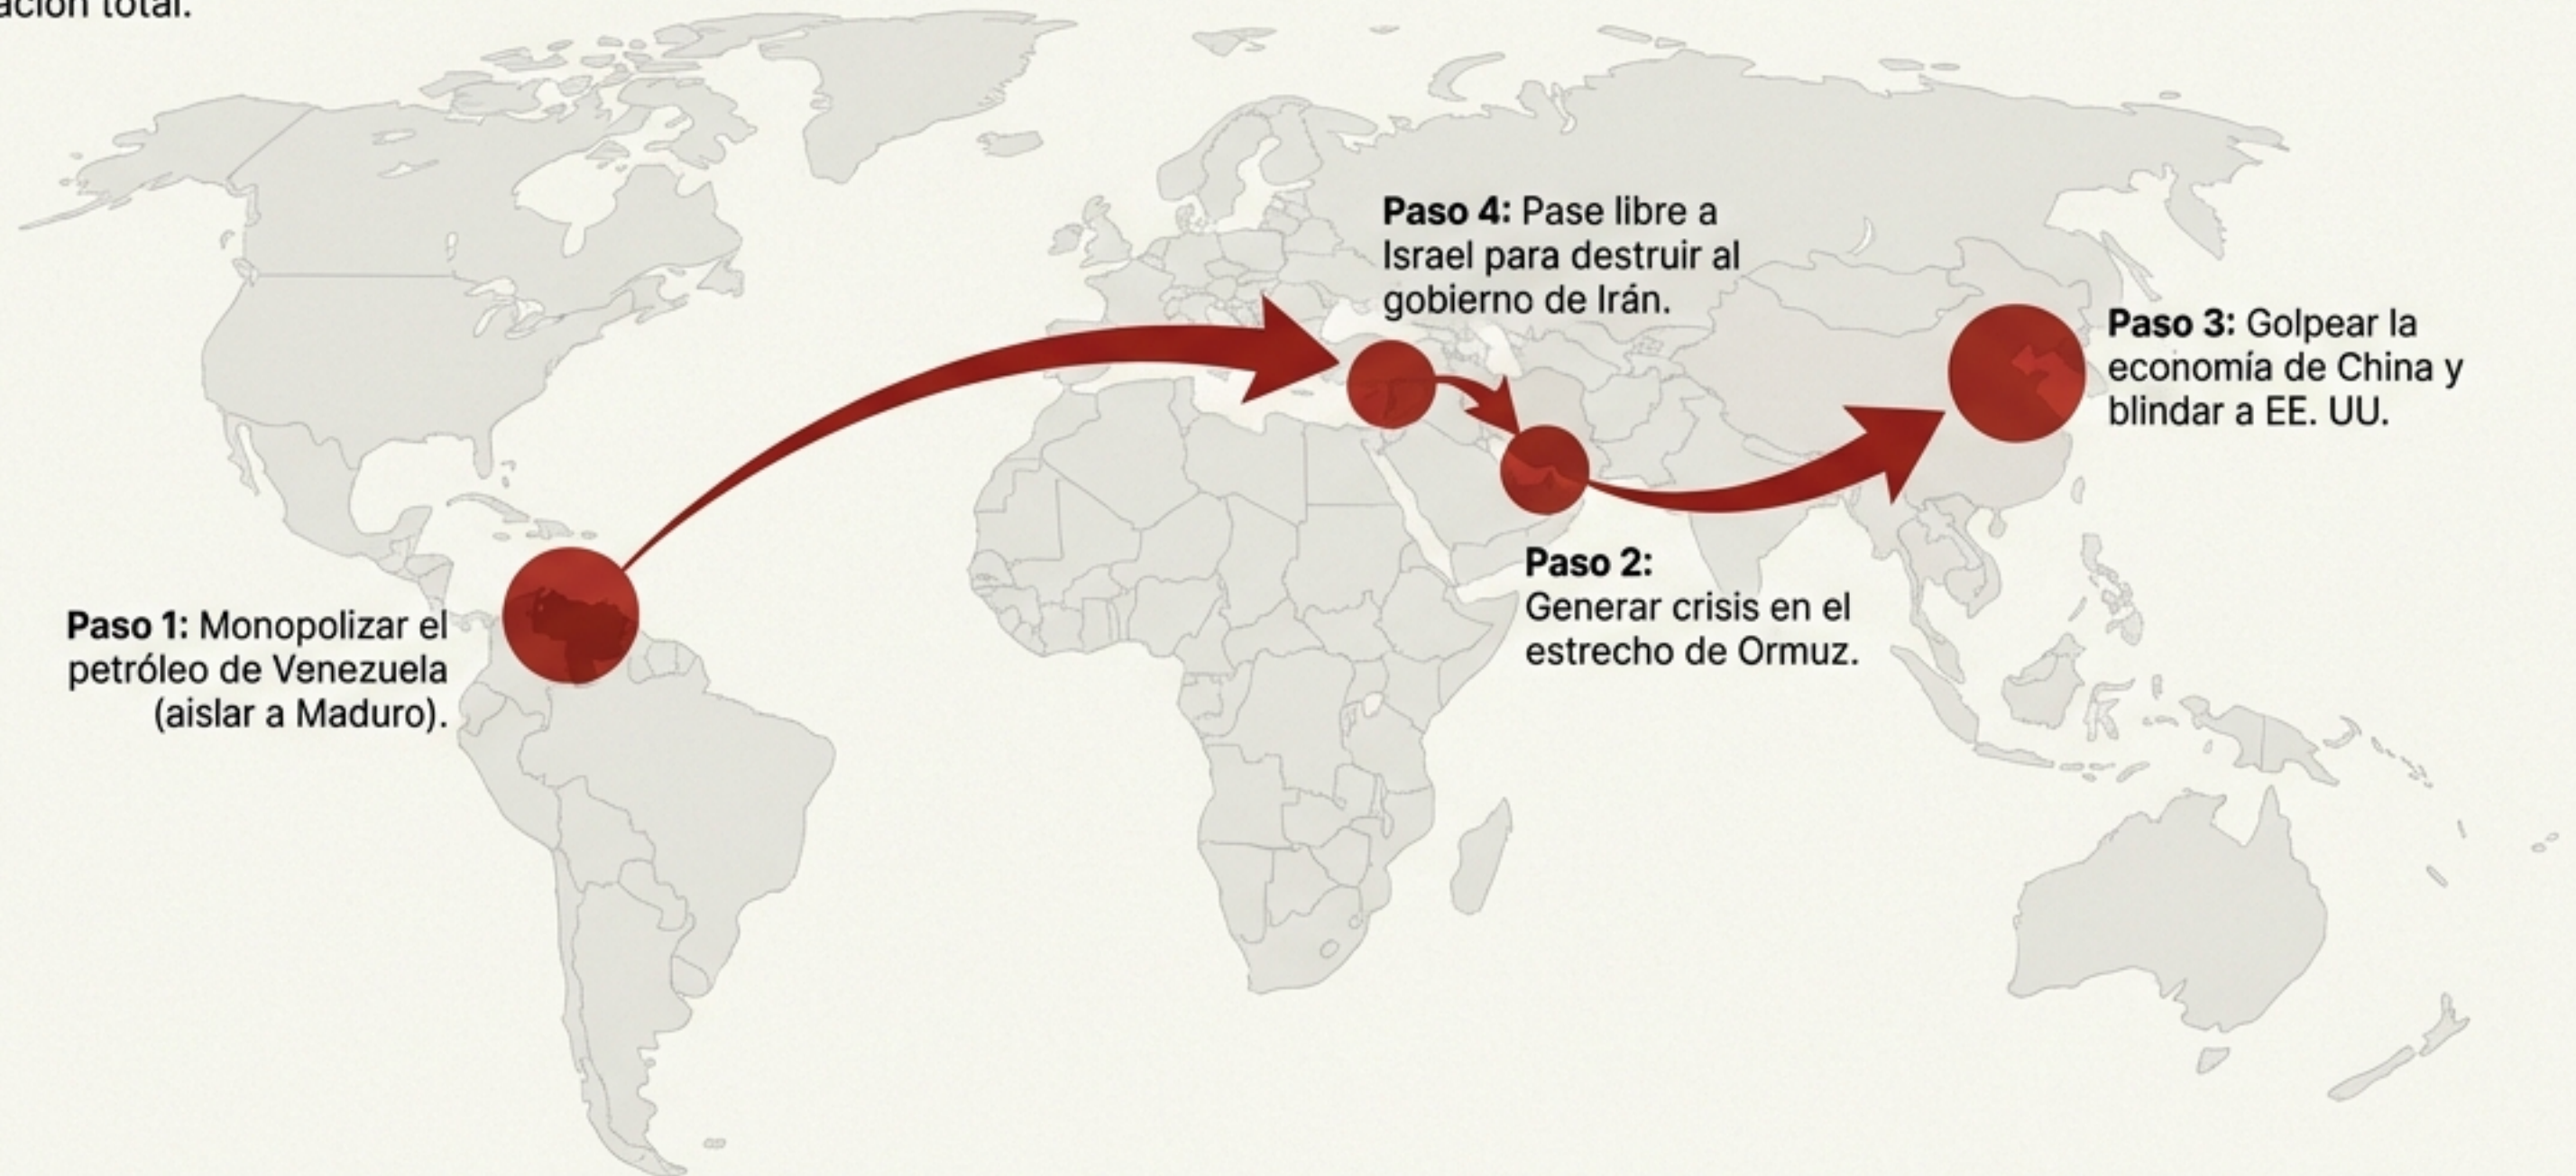 total.
Paso 4: Pase libre a
Israel para destruir al
gobierno de Irán.
Paso 3: Golpear la
economía de China y
blindar a EE. UU.
Paso 2:
Generar crisis en el
estrecho de Ormuz.
Paso 1: Monopolizar el
petróleo de Venezuela
(aislar a Maduro).